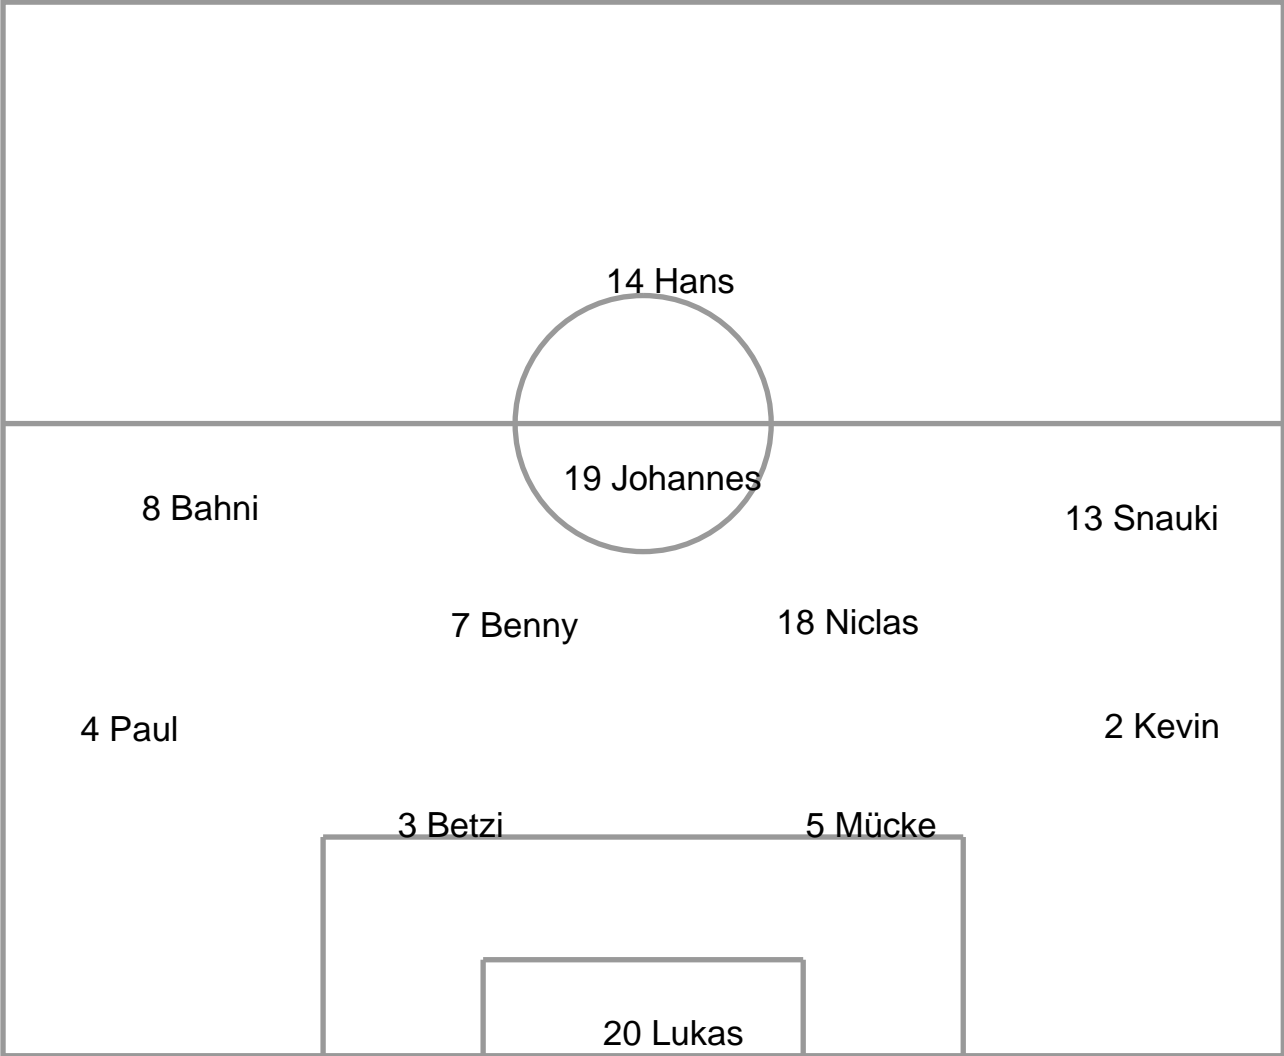 14 Hans
19 Johannes
8 Bahni
13 Snauki
7 Benny
18 Niclas
4 Paul
2 Kevin
3 Betzi
5 Mücke
20 Lukas